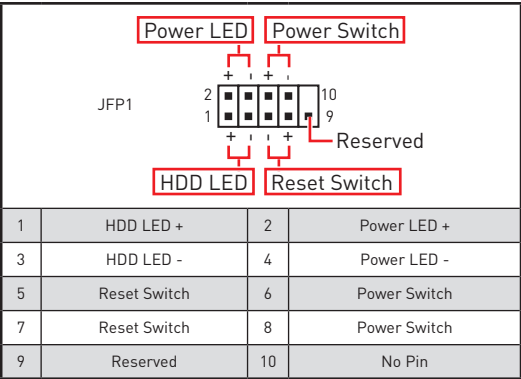 Power LED Power Switch
+ - + -
JFP1
2 10
1 9
+ - - +
Reserved
HDD LED Reset Switch
1 HDD LED + 2 Power LED +
3 HDD LED - 4 Power LED -
5 Reset Switch 6 Power Switch
7 Reset Switch 8 Power Switch
9 Reserved 10 No Pin